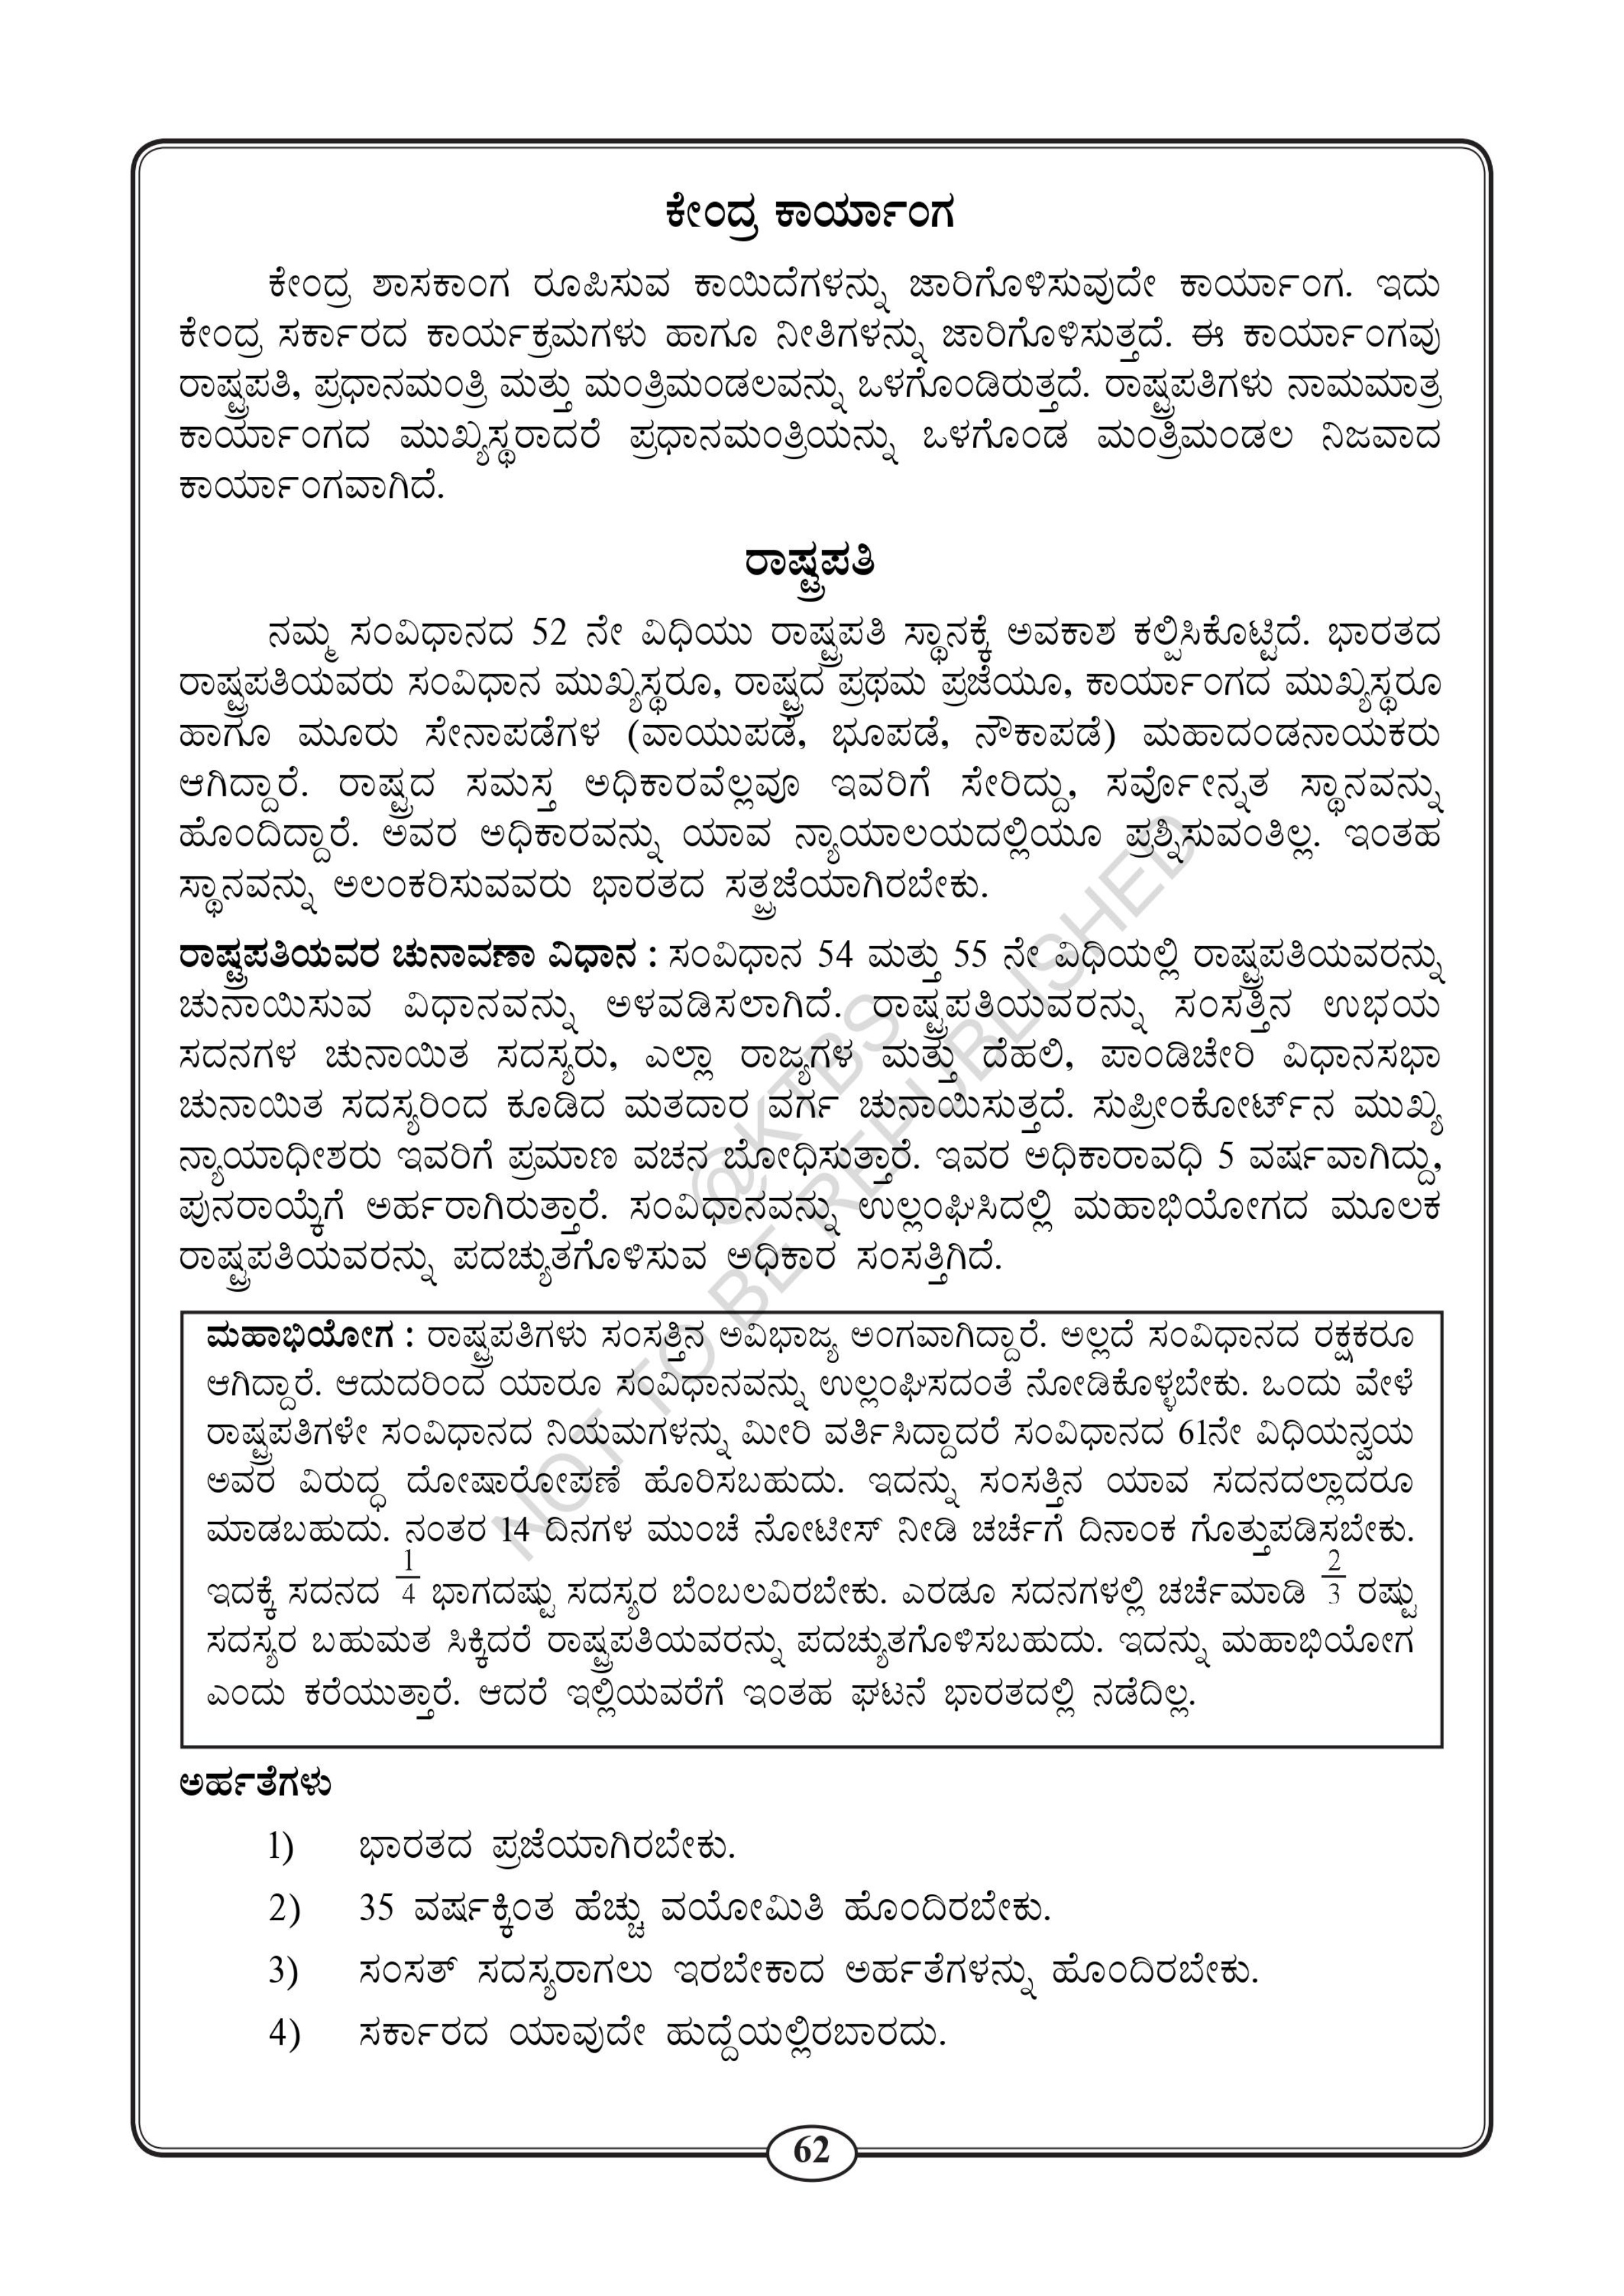 ಕೇಂದ್ರ ಕಾರ್ಯಾಂಗ
ಕೇಂದ್ರ ಶಾಸಕಾಂಗ ರೂಪಿಸುವ ಕಾಯಿದೆಗಳನ್ನು ಜಾರಿಗೊಳಿಸುವುದೇ ಕಾರ್ಯಾಂಗ. ಇದು
ಕೇಂದ್ರ ಸರ್ಕಾರದ ಕಾರ್ಯಕ್ರಮಗಳು ಹಾಗೂ ನೀತಿಗಳನ್ನು ಜಾರಿಗೊಳಿಸುತ್ತದೆ. ಈ ಕಾರ್ಯಾಂಗವು
ರಾಷ್ಟ್ರಪತಿ, ಪ್ರಧಾನಮಂತ್ರಿ ಮತ್ತು ಮಂತ್ರಿಮಂಡಲವನ್ನು ಒಳಗೊಂಡಿರುತ್ತದೆ. ರಾಷ್ಟ್ರಪತಿಗಳು ನಾಮಮಾತ್ರ
ಕಾರ್ಯಾಂಗದ ಮುಖ್ಯಸ್ಥರಾದರೆ ಪ್ರಧಾನಮಂತ್ರಿಯನ್ನು ಒಳಗೊಂಡ ಮಂತ್ರಿಮಂಡಲ ನಿಜವಾದ
ಕಾರ್ಯಾಂಗವಾಗಿದೆ.
ರಾಷ್ಟ್ರಪತಿ
ನಮ್ಮ ಸಂವಿಧಾನದ 52 ನೇ ವಿಧಿಯು ರಾಷ್ಟ್ರಪತಿ ಸ್ಥಾನಕ್ಕೆ ಅವಕಾಶ ಕಲ್ಪಿಸಿಕೊಟ್ಟಿದೆ. ಭಾರತದ
ರಾಷ್ಟ್ರಪತಿಯವರು ಸಂವಿಧಾನ ಮುಖ್ಯಸ್ಥರೂ, ರಾಷ್ಟ್ರದ ಪ್ರಥಮ ಪ್ರಜೆಯೂ, ಕಾರ್ಯಾಂಗದ ಮುಖ್ಯಸ್ಥರೂ
ಹಾಗೂ ಮೂರು ಸೇನಾಪಡೆಗಳ (ವಾಯುಪಡೆ, ಭೂಪಡೆ, ನೌಕಾಪಡೆ) ಮಹಾದಂಡನಾಯಕರು
ಆಗಿದ್ದಾರೆ. ರಾಷ್ಟ್ರದ ಸಮಸ್ತ ಅಧಿಕಾರವೆಲ್ಲವೂ ಇವರಿಗೆ ಸೇರಿದ್ದು, ಸರ್ವೋನ್ನತ ಸ್ಥಾನವನ್ನು
ಹೊಂದಿದ್ದಾರೆ. ಅವರ ಅಧಿಕಾರವನ್ನು ಯಾವ ನ್ಯಾಯಾಲಯದಲ್ಲಿಯೂ ಪ್ರಶ್ನಿಸುವಂತಿಲ್ಲ. ಇಂತಹ
ಸ್ಥಾನವನ್ನು ಅಲಂಕರಿಸುವವರು ಭಾರತದ ಸತ್ಪ್ರಜೆಯಾಗಿರಬೇಕು.
ರಾಷ್ಟ್ರಪತಿಯವರ ಚುನಾವಣಾ ವಿಧಾನ : ಸಂವಿಧಾನ 54 ಮತ್ತು 55 ನೇ ವಿಧಿಯಲ್ಲಿ ರಾಷ್ಟ್ರಪತಿಯವರನ್ನು
ಚುನಾಯಿಸುವ ವಿಧಾನವನ್ನು ಅಳವಡಿಸಲಾಗಿದೆ. ರಾಷ್ಟ್ರಪತಿಯವರನ್ನು ಸಂಸತ್ತಿನ ಉಭಯ
ಸದನಗಳ ಚುನಾಯಿತ ಸದಸ್ಯರು, ಎಲ್ಲಾ ರಾಜ್ಯಗಳ ಮತ್ತು ದೆಹಲಿ, ಪಾಂಡಿಚೇರಿ ವಿಧಾನಸಭಾ
ಚುನಾಯಿತ ಸದಸ್ಯರಿಂದ ಕೂಡಿದ ಮತದಾರ ವರ್ಗ ಚುನಾಯಿಸುತ್ತದೆ. ಸುಪ್ರೀಂಕೋರ್ಟ್‌ನ ಮುಖ್ಯ
ನ್ಯಾಯಾಧೀಶರು ಇವರಿಗೆ ಪ್ರಮಾಣ ವಚನ ಬೋಧಿಸುತ್ತಾರೆ. ಇವರ ಅಧಿಕಾರಾವಧಿ 5 ವರ್ಷವಾಗಿದ್ದು,
ಪುನರಾಯ್ಕೆಗೆ ಅರ್ಹರಾಗಿರುತ್ತಾರೆ. ಸಂವಿಧಾನವನ್ನು ಉಲ್ಲಂಘಿಸಿದಲ್ಲಿ ಮಹಾಭಿಯೋಗದ ಮೂಲಕ
ರಾಷ್ಟ್ರಪತಿಯವರನ್ನು ಪದಚ್ಯುತಗೊಳಿಸುವ ಅಧಿಕಾರ ಸಂಸತ್ತಿಗಿದೆ.
ಮಹಾಭಿಯೋಗ : ರಾಷ್ಟ್ರಪತಿಗಳು ಸಂಸತ್ತಿನ ಅವಿಭಾಜ್ಯ ಅಂಗವಾಗಿದ್ದಾರೆ. ಅಲ್ಲದೆ ಸಂವಿಧಾನದ ರಕ್ಷಕರೂ
ಆಗಿದ್ದಾರೆ. ಆದುದರಿಂದ ಯಾರೂ ಸಂವಿಧಾನವನ್ನು ಉಲ್ಲಂಘಿಸದಂತೆ ನೋಡಿಕೊಳ್ಳಬೇಕು. ಒಂದು ವೇಳೆ
ರಾಷ್ಟ್ರಪತಿಗಳೇ ಸಂವಿಧಾನದ ನಿಯಮಗಳನ್ನು ಮೀರಿ ವರ್ತಿಸಿದ್ದಾದರೆ ಸಂವಿಧಾನದ 61ನೇ ವಿಧಿಯನ್ವಯ
ಅವರ ವಿರುದ್ಧ ದೋಷಾರೋಪಣೆ ಹೊರಿಸಬಹುದು. ಇದನ್ನು ಸಂಸತ್ತಿನ ಯಾವ ಸದನದಲ್ಲಾದರೂ
ಮಾಡಬಹುದು. ನಂತರ 14 ದಿನಗಳ ಮುಂಚೆ ನೋಟೀಸ್ ನೀಡಿ ಚರ್ಚೆಗೆ ದಿನಾಂಕ ಗೊತ್ತುಪಡಿಸಬೇಕು.
ಇದಕ್ಕೆ ಸದನದ 1/4 ಭಾಗದಷ್ಟು ಸದಸ್ಯರ ಬೆಂಬಲವಿರಬೇಕು. ಎರಡೂ ಸದನಗಳಲ್ಲಿ ಚರ್ಚೆಮಾಡಿ 2/3 ರಷ್ಟು
ಸದಸ್ಯರ ಬಹುಮತ ಸಿಕ್ಕಿದರೆ ರಾಷ್ಟ್ರಪತಿಯವರನ್ನು ಪದಚ್ಯುತಗೊಳಿಸಬಹುದು. ಇದನ್ನು ಮಹಾಭಿಯೋಗ
ಎಂದು ಕರೆಯುತ್ತಾರೆ. ಆದರೆ ಇಲ್ಲಿಯವರೆಗೆ ಇಂತಹ ಘಟನೆ ಭಾರತದಲ್ಲಿ ನಡೆದಿಲ್ಲ.
ಅರ್ಹತೆಗಳು
1) ಭಾರತದ ಪ್ರಜೆಯಾಗಿರಬೇಕು.
2) 35 ವರ್ಷಕ್ಕಿಂತ ಹೆಚ್ಚು ವಯೋಮಿತಿ ಹೊಂದಿರಬೇಕು.
3) ಸಂಸತ್ ಸದಸ್ಯರಾಗಲು ಇರಬೇಕಾದ ಅರ್ಹತೆಗಳನ್ನು ಹೊಂದಿರಬೇಕು.
4) ಸರ್ಕಾರದ ಯಾವುದೇ ಹುದ್ದೆಯಲ್ಲಿರಬಾರದು.
62
@KTBS
NOT TO BE REPUBLISHED